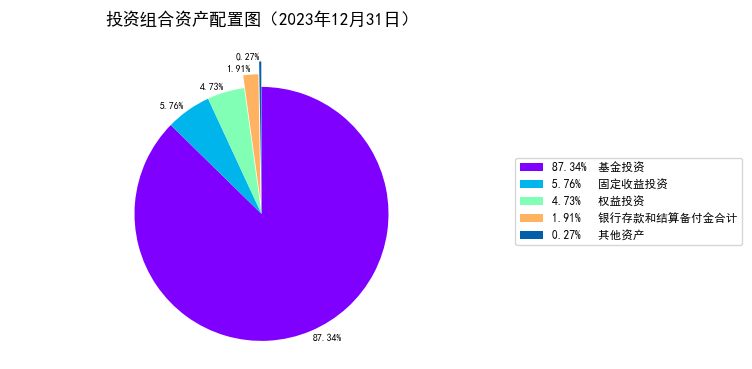 投资组合资产配置图（2023年12月31日）
0.27%
1.91%
4.73%
5.76%
87.34%
87.34% 基金投资
5.76% 固定收益投资
4.73% 权益投资
1.91% 银行存款和结算备付金合计
0.27% 其他资产